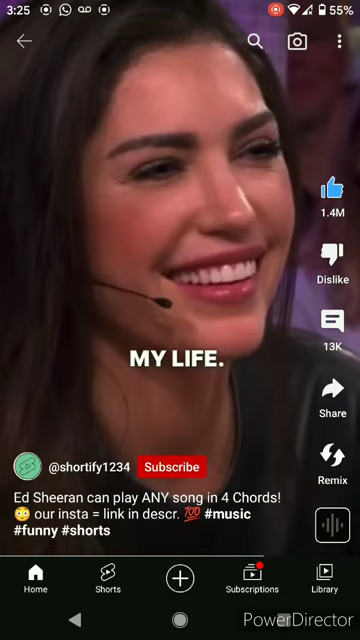 3:25
55%
1.4M
Dislike
13K
MY LIFE.
Share
@shortify1234 Subscribe
Remix
Ed Sheeran can play ANY song in 4 Chords!
😳 our insta = link in descr. 💯 #music
#funny #shorts
Home Shorts Subscriptions Library
PowerDirector